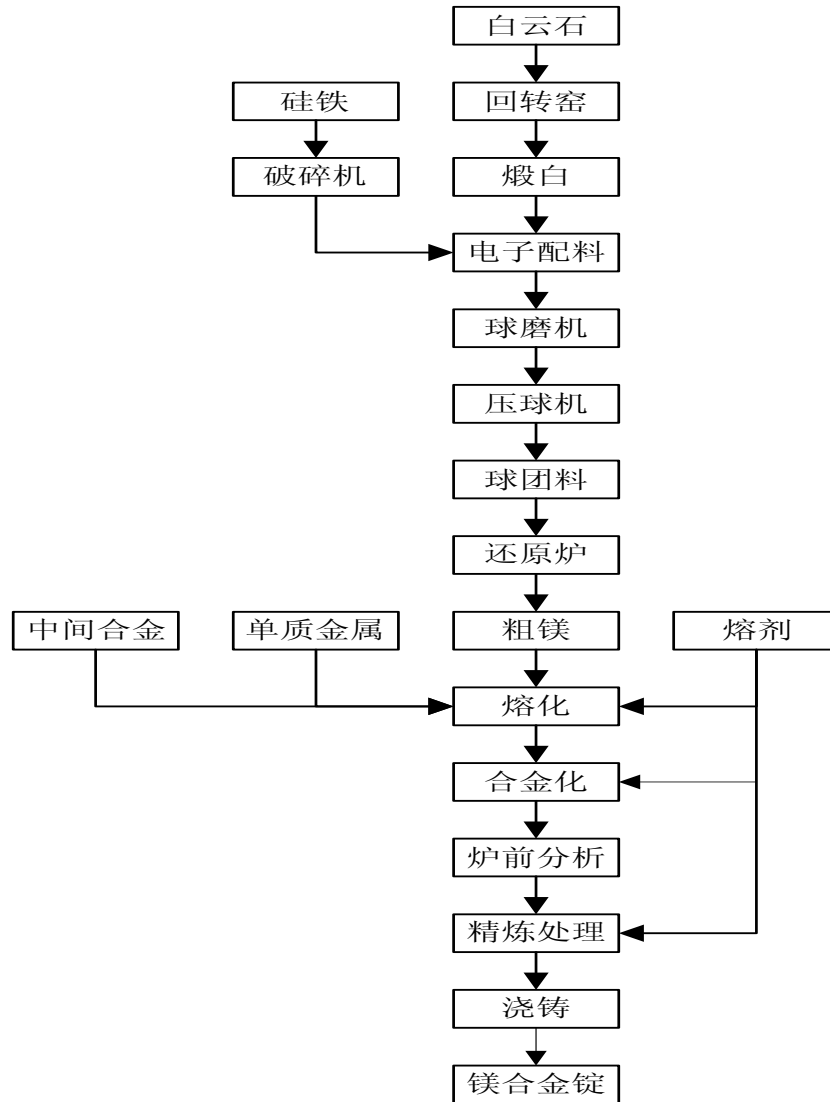 白云石
硅铁
回转窑
破碎机
煅白
电子配料
球磨机
压球机
球团料
还原炉
中间合金
单质金属
粗镁
熔剂
熔化
合金化
炉前分析
精炼处理
浇铸
镁合金锭